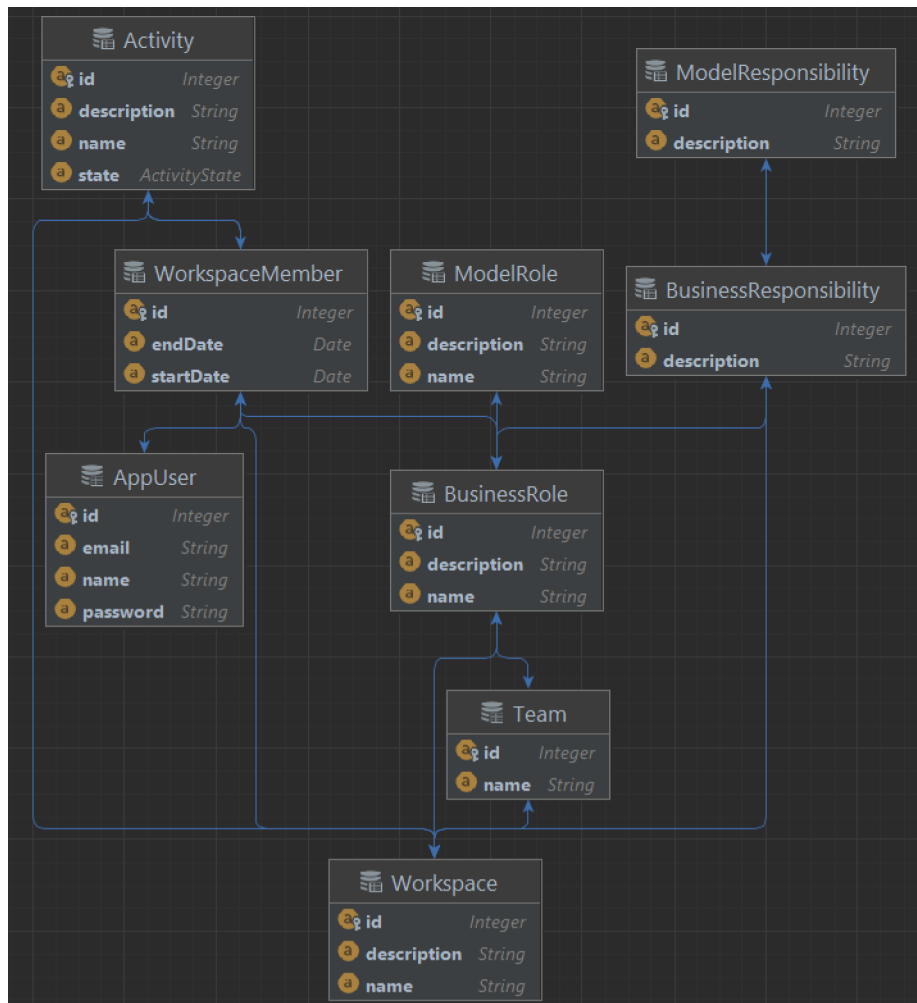 Activity
id Integer
description String
name String
state ActivityState
ModelResponsibility
id Integer
description String
WorkspaceMember
id Integer
endDate Date
startDate Date
ModelRole
id Integer
description String
name String
BusinessResponsibility
id Integer
description String
AppUser
id Integer
email String
name String
password String
BusinessRole
id Integer
description String
name String
Team
id Integer
name String
Workspace
id Integer
description String
name String